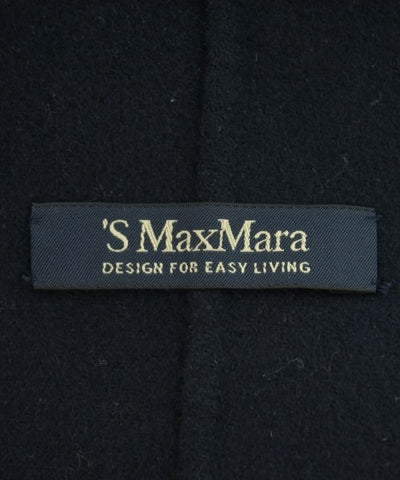 'S MaxMara
DESIGN FOR EASY LIVING